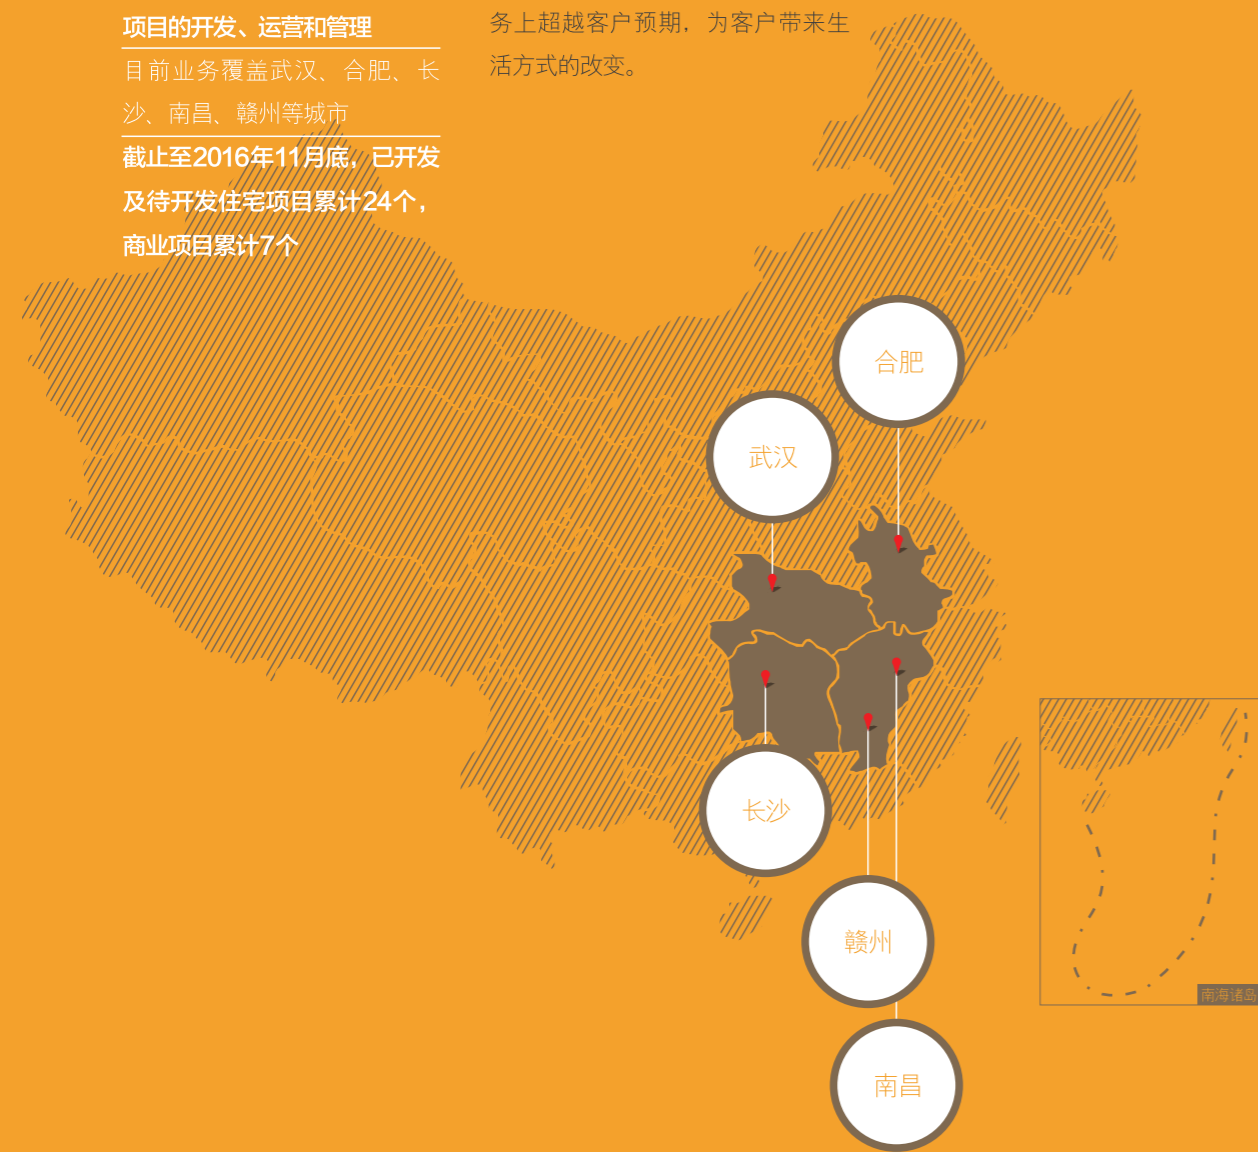 项目的开发、运营和管理
目前业务覆盖武汉、合肥、长
沙、南昌、赣州等城市
截止至2016年11月底，已开发
及待开发住宅项目累计24个，
商业项目累计7个
务上超越客户预期，为客户带来生
活方式的改变。
合肥
武汉
长沙
赣州
南昌
南海诸岛